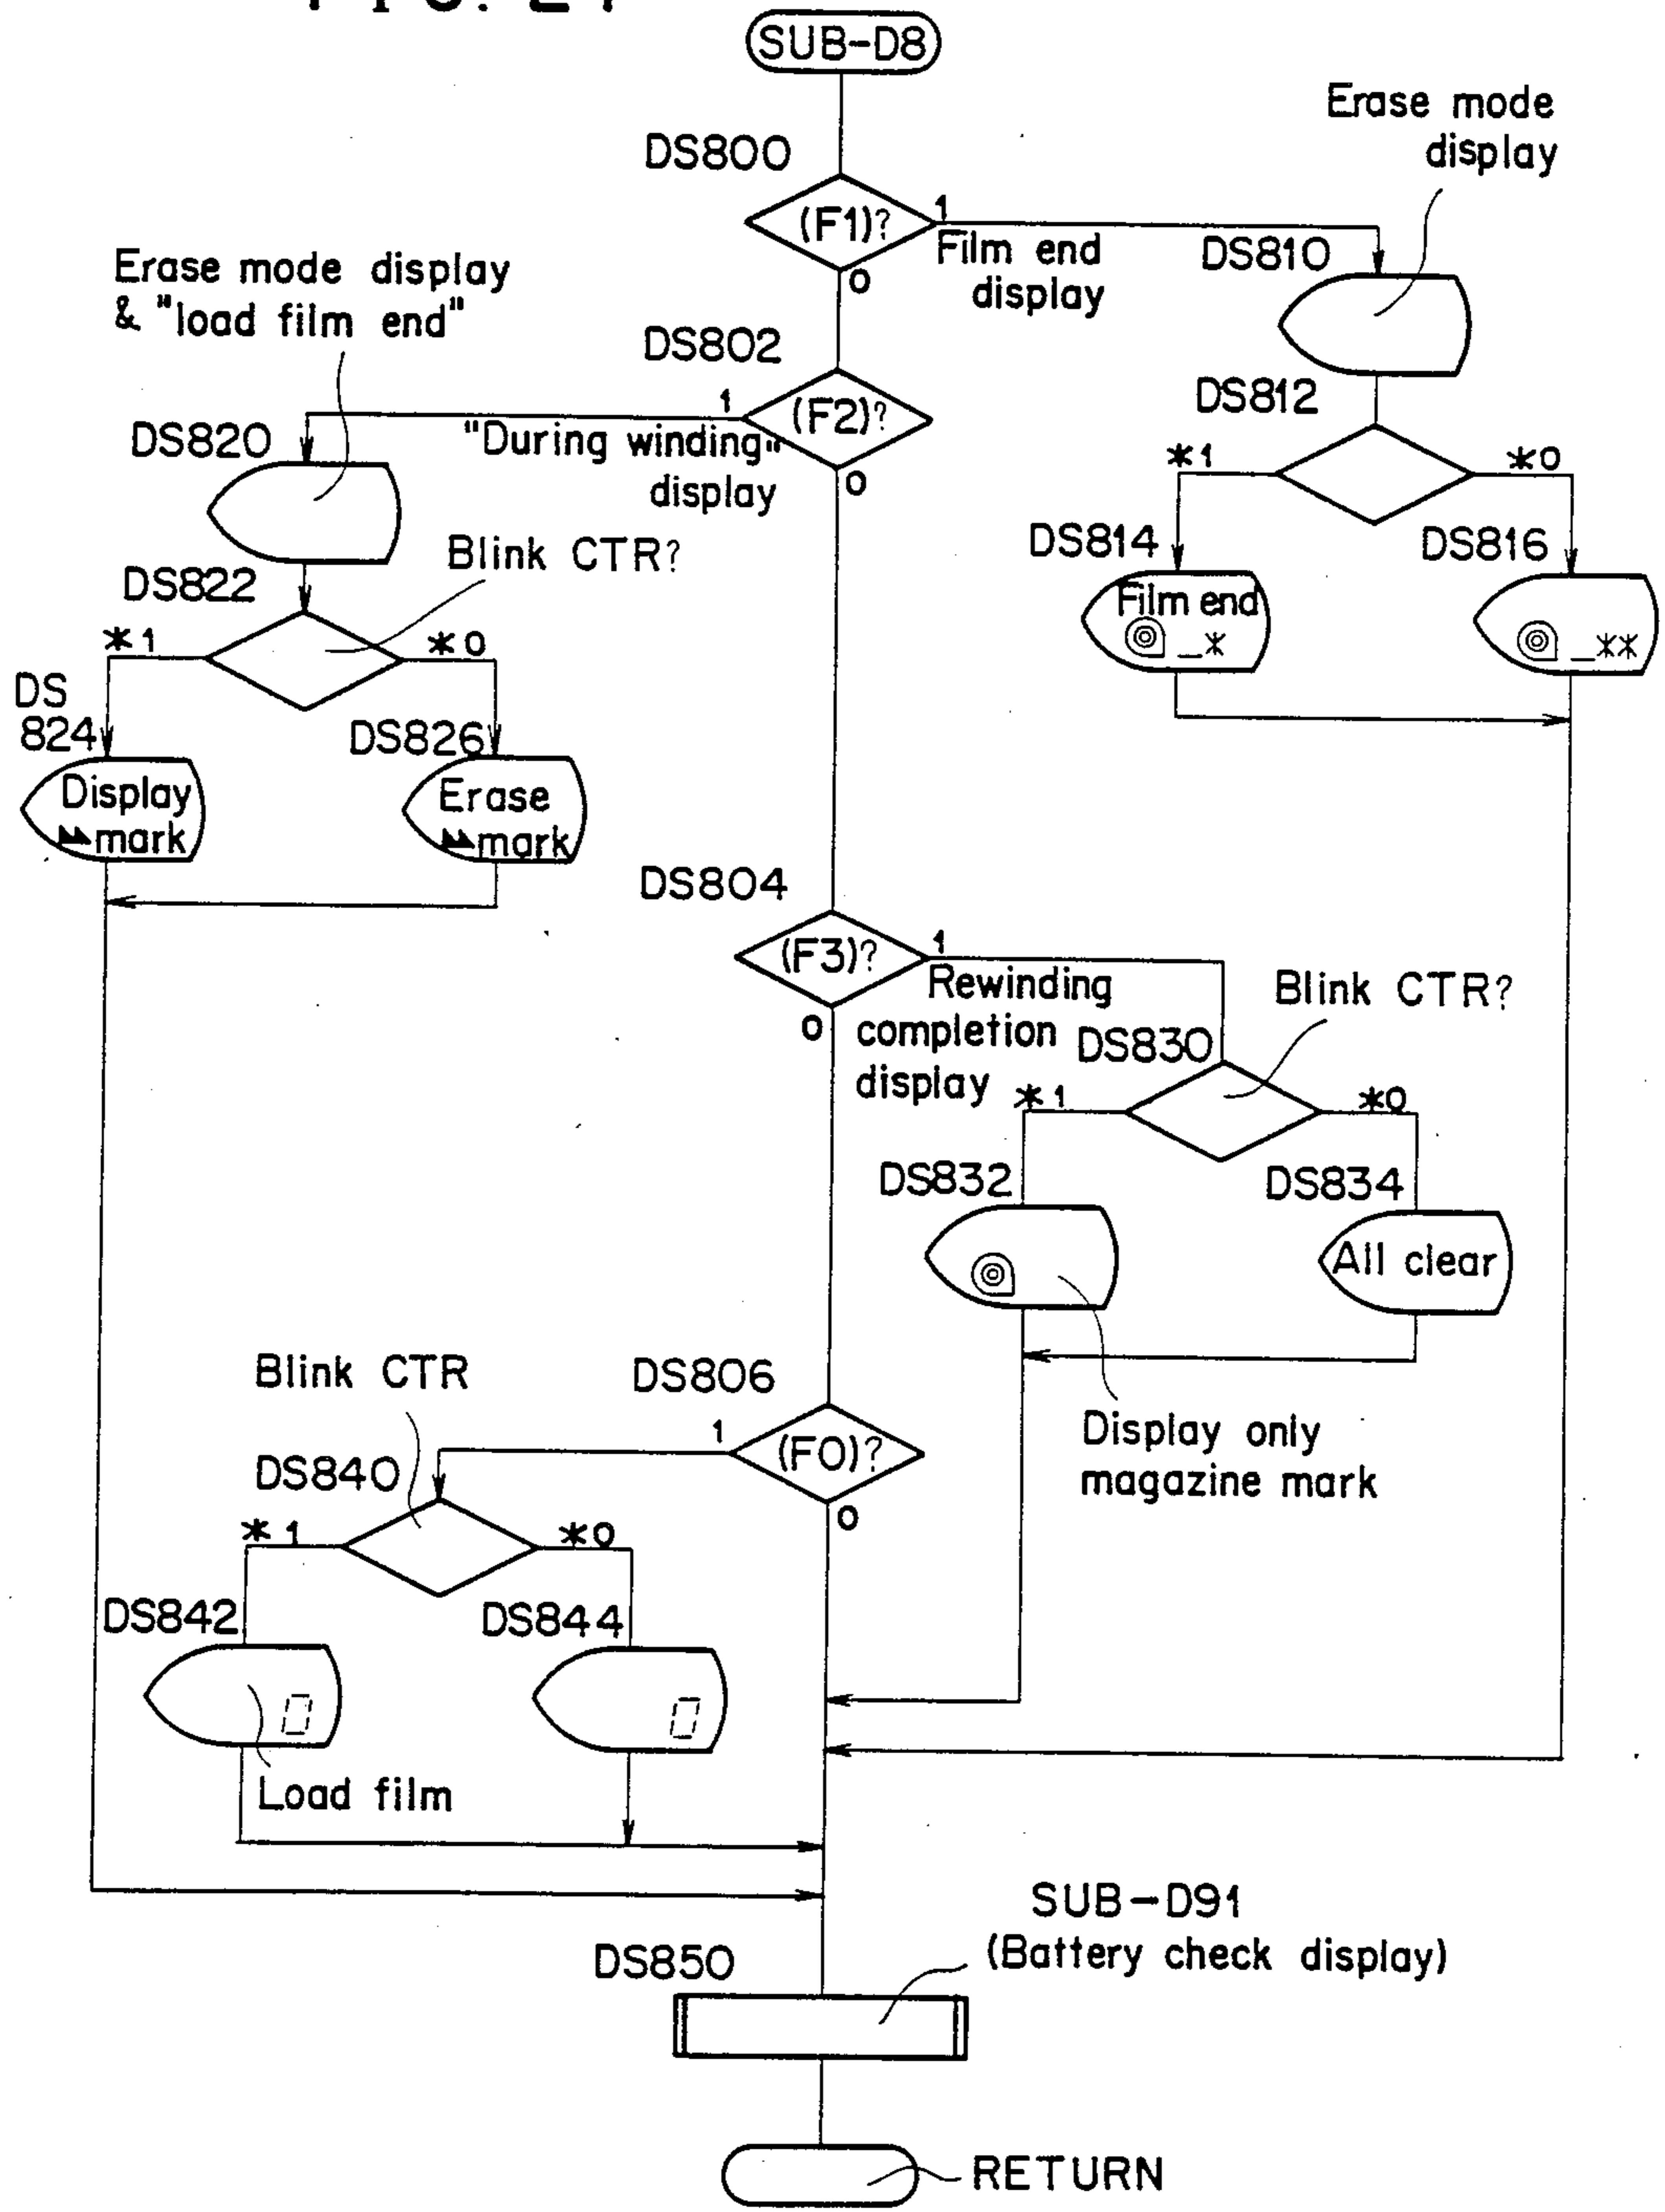 SUB-D8
DS800
(F1)?
1
0
Film end
display
Erase mode
display
DS810
DS812
*1
*0
DS814
Film end
_*
DS816
_**
Erase mode display
& "load film end"
DS802
(F2)?
1
0
"During winding"
display
DS820
Blink CTR?
DS822
*1
*0
DS
824
Display
mark
DS826
Erase
mark
DS804
(F3)?
1
0
Rewinding
completion
display
Blink CTR?
DS830
*1
*0
DS832
DS834
All clear
Display only
magazine mark
DS806
(F0)?
1
0
Blink CTR
DS840
*1
*0
DS842
0
DS844
0
Load film
SUB-D91
(Battery check display)
DS850
RETURN